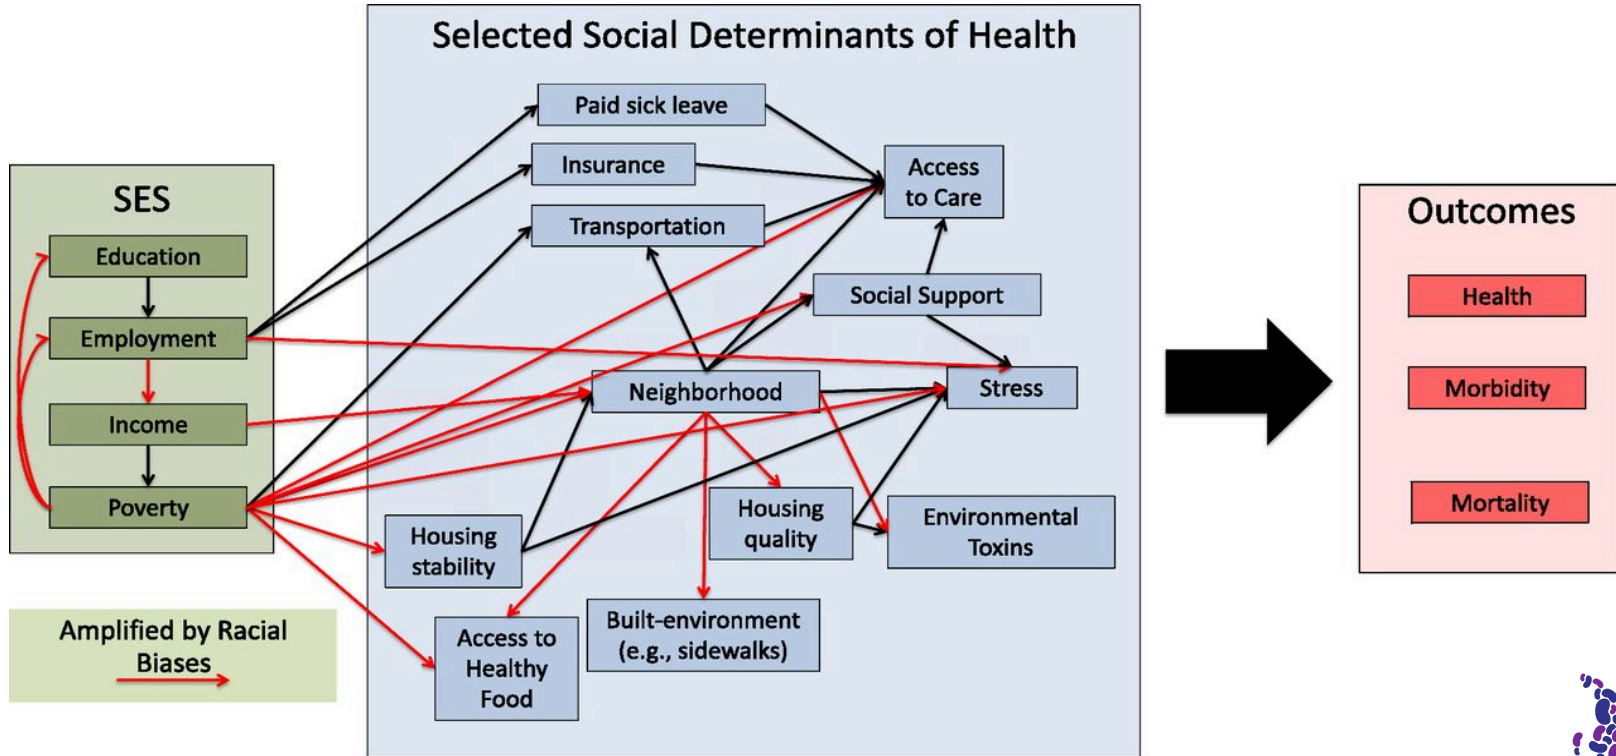 Selected Social Determinants of Health
SES
Education
Employment
Income
Poverty
Amplified by Racial
Biases
Paid sick leave
Insurance
Transportation
Access
to Care
Social Support
Neighborhood
Stress
Housing
stability
Housing
quality
Environmental
Toxins
Access to
Healthy
Food
Built-environment
(e.g., sidewalks)
Outcomes
Health
Morbidity
Mortality